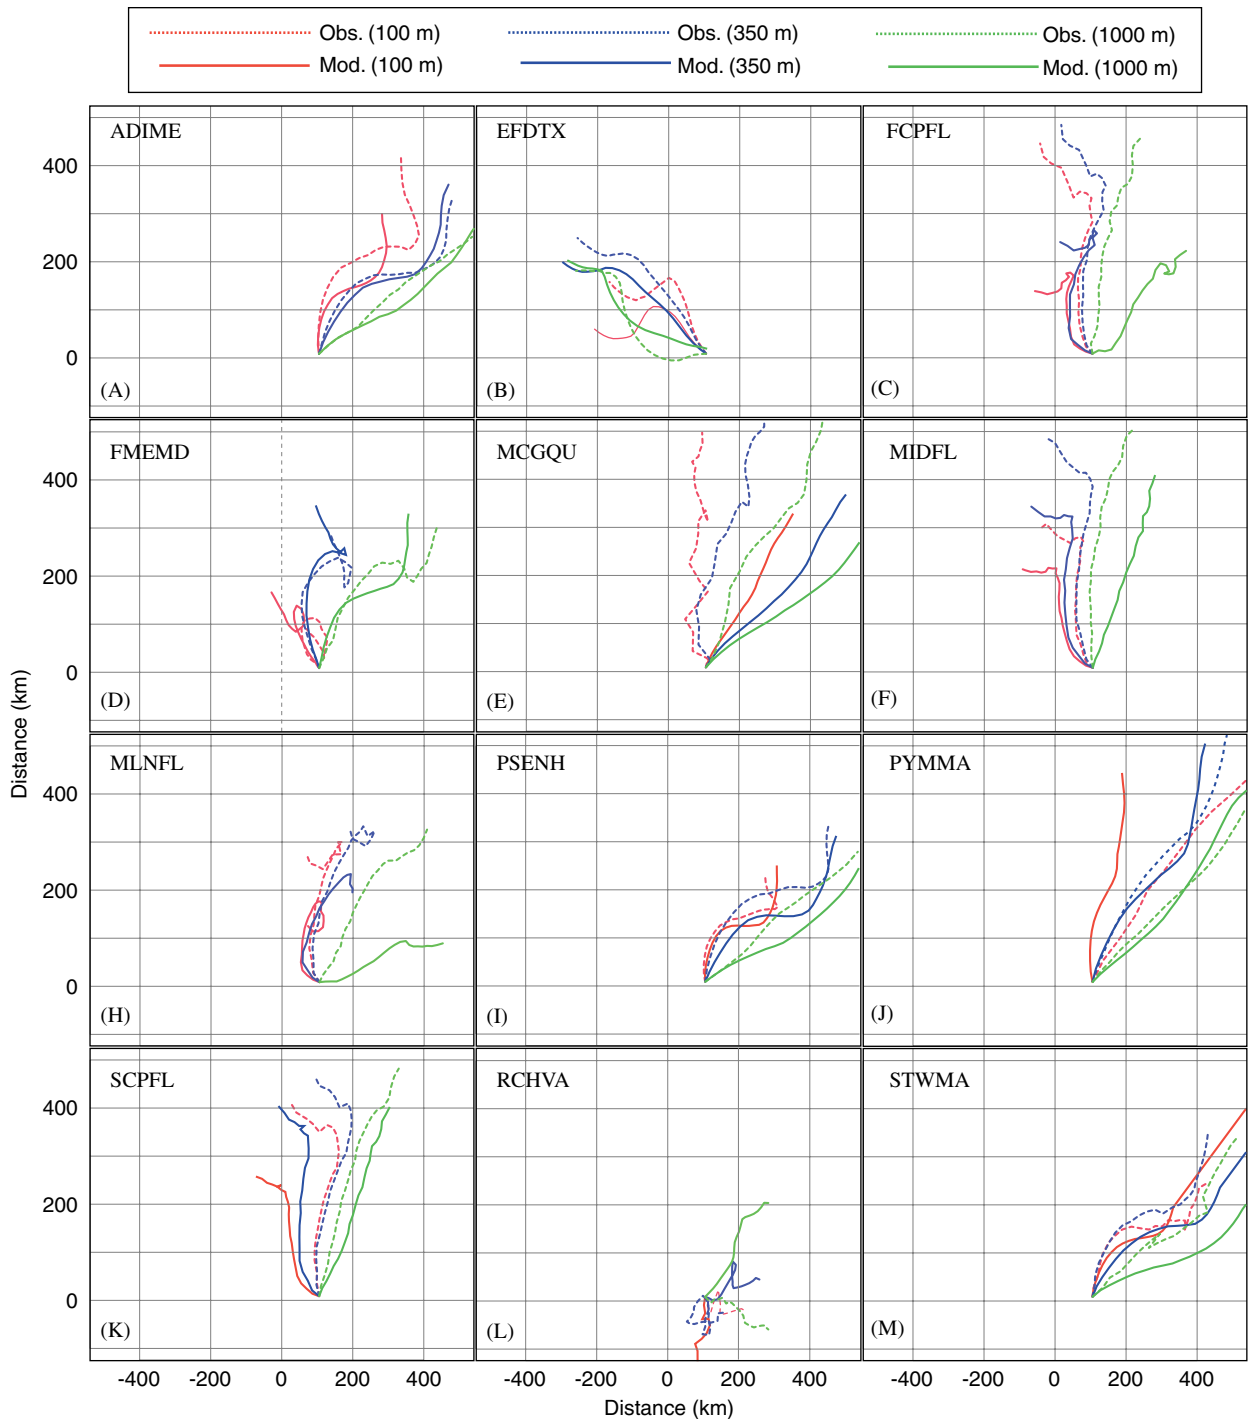 Obs. (100 m) Obs. (350 m) Obs. (1000 m)
Mod. (100 m) Mod. (350 m) Mod. (1000 m)
ADIME EFDTX FCPFL
400
200
0
(A) (B) (C)
FMEMD MCGQU MIDFL
400
200
0
(D) (E) (F)
Distance (km)
MLNFL PSENH PYMMA
400
200
0
(H) (I) (J)
SCPFL RCHVA STWMA
400
200
0
(K) (L) (M)
-400 -200 0 200 400 -400 -200 0 200 400 -400 -200 0 200 400
Distance (km)